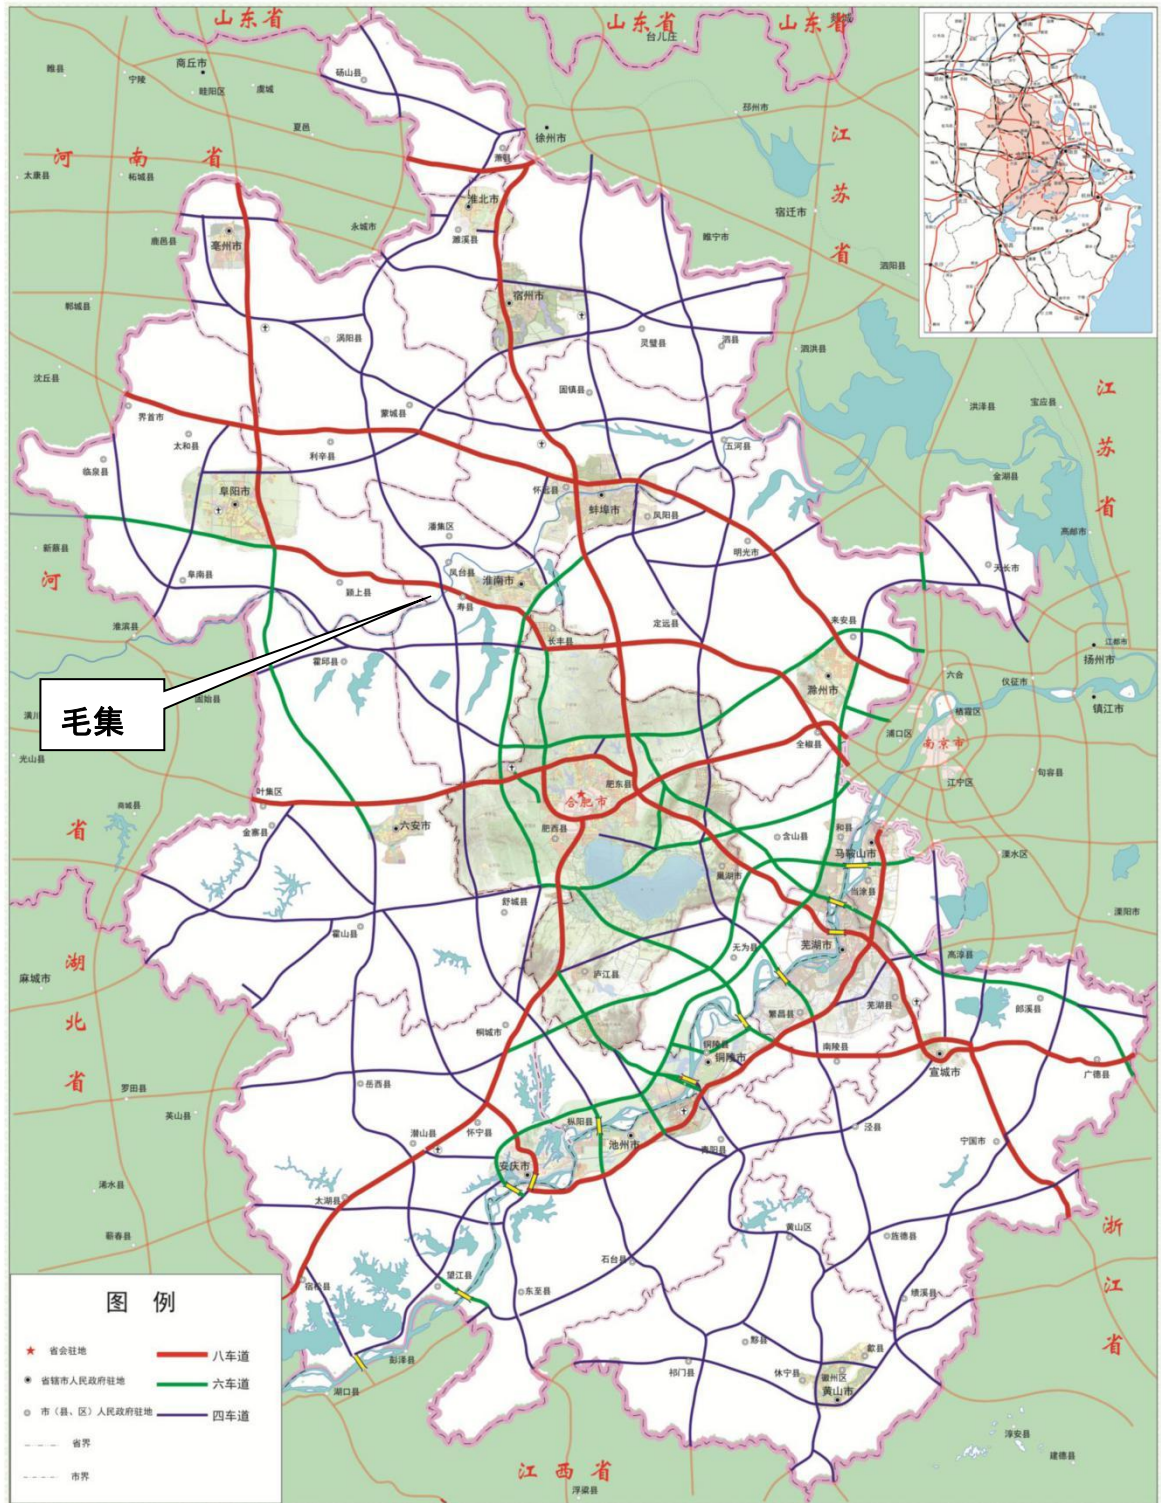 山东省
山东省
山东省
台儿庄
商丘市
睢县
宁陵
睢阳区
虞城
夏邑
砀山县
萧县
徐州市
邳州市
河南省
太康县
柘城县
淮北市
濉溪县
永城市
鹿邑县
亳州市
江苏省
宿迁市
睢宁市
泗阳县
郸城县
宿州市
涡阳县
灵璧县
泗县
泗洪县
沈丘县
固镇县
蒙城县
界首市
太和县
利辛县
五河县
洪泽县
宝应县
江苏省
临泉县
阜阳市
怀远县
蚌埠市
凤阳县
金湖县
高邮市
潘集区
明光市
天长市
河
阜南县
颍上县
凤台县
淮南市
寿县
淮滨县
长丰县
定远县
来安县
江都市
扬州市
霍邱县
固始县
毛集
滁州市
六合
仪征市
镇江市
栖霞区
浦口区
南京市
全椒县
光山县
江宁区
句容县
叶集区
商城县
金寨县
六安市
肥东县
合肥市
肥西县
含山县
和县
马鞍山市
当涂县
溧水区
省
巢湖市
舒城县
霍山县
无为县
芜湖市
溧阳市
高淳县
湖北省
麻城市
庐江县
桐城市
繁昌县
芜湖县
郎溪县
铜陵县
铜陵市
南陵县
宣城市
广德县
罗田县
英山县
岳西县
潜山县
怀宁县
枞阳县
池州市
青阳县
泾县
宁国市
安庆市
浠水县
太湖县
蕲春县
黄山区
旌德县
石台县
浙江省
宿松县
望江县
东至县
绩溪县
彭泽县
湖口县
祁门县
黟县
休宁县
歙县
徽州区
黄山市
淳安县
建德县
江西省
浮梁县
图例
省会驻地
八车道
省辖市人民政府驻地
六车道
市（县、区）人民政府驻地
四车道
省界
市界